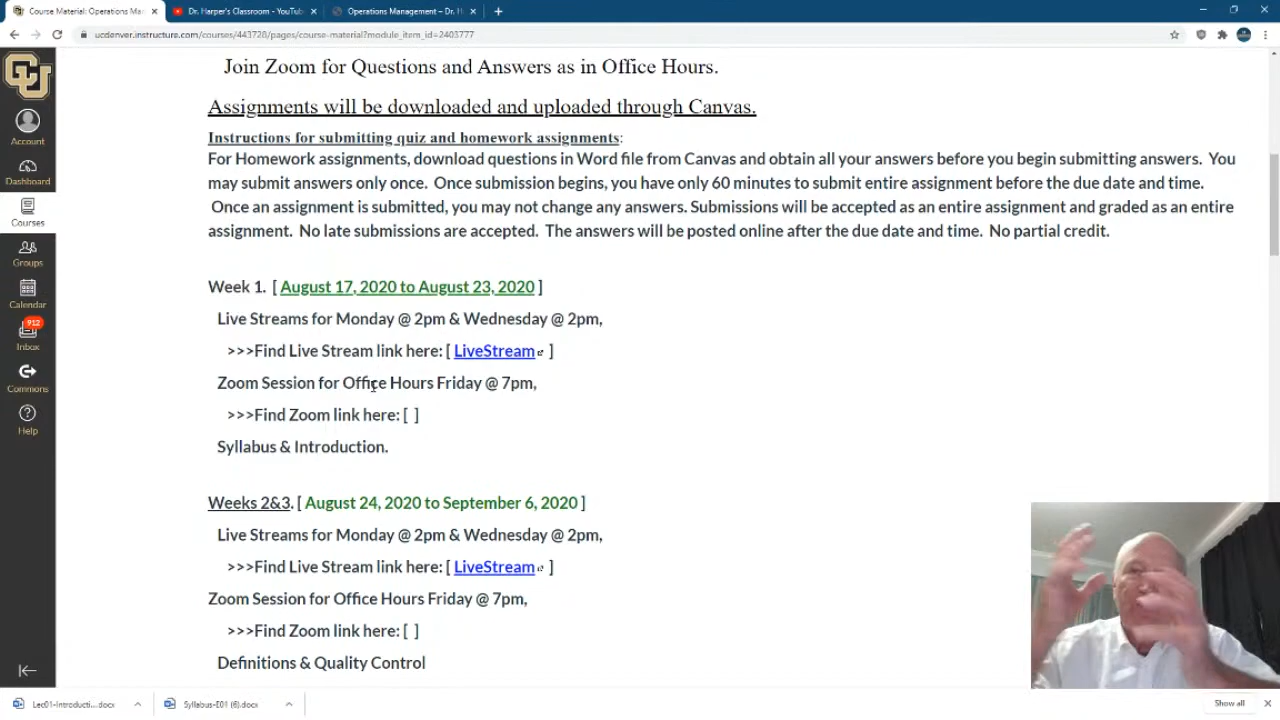 Course Material: Operations Ma
Dr. Harper's Classroom - YouTub
Operations Management – Dr. H
ucdenver.instructure.com/courses/443728/pages/course-material?module_item_id=2403777
CU
Account
Dashboard
Courses
Groups
Calendar
912
Inbox
Commons
Help
Join Zoom for Questions and Answers as in Office Hours.
Assignments will be downloaded and uploaded through Canvas.
Instructions for submitting quiz and homework assignments:
For Homework assignments, download questions in Word file from Canvas and obtain all your answers before you begin submitting answers. You
may submit answers only once. Once submission begins, you have only 60 minutes to submit entire assignment before the due date and time.
Once an assignment is submitted, you may not change any answers. Submissions will be accepted as an entire assignment and graded as an entire
assignment. No late submissions are accepted. The answers will be posted online after the due date and time. No partial credit.
Week 1. [ August 17, 2020 to August 23, 2020 ]
Live Streams for Monday @ 2pm & Wednesday @ 2pm,
>>>Find Live Stream link here: [ LiveStream ]
Zoom Session for Office Hours Friday @ 7pm,
>>>Find Zoom link here: [ ]
Syllabus & Introduction.
Weeks 2&3. [ August 24, 2020 to September 6, 2020 ]
Live Streams for Monday @ 2pm & Wednesday @ 2pm,
>>>Find Live Stream link here: [ LiveStream ]
Zoom Session for Office Hours Friday @ 7pm,
>>>Find Zoom link here: [ ]
Definitions & Quality Control
Lec01-Introducti....docx
Syllabus-E01 (6).docx
Show all